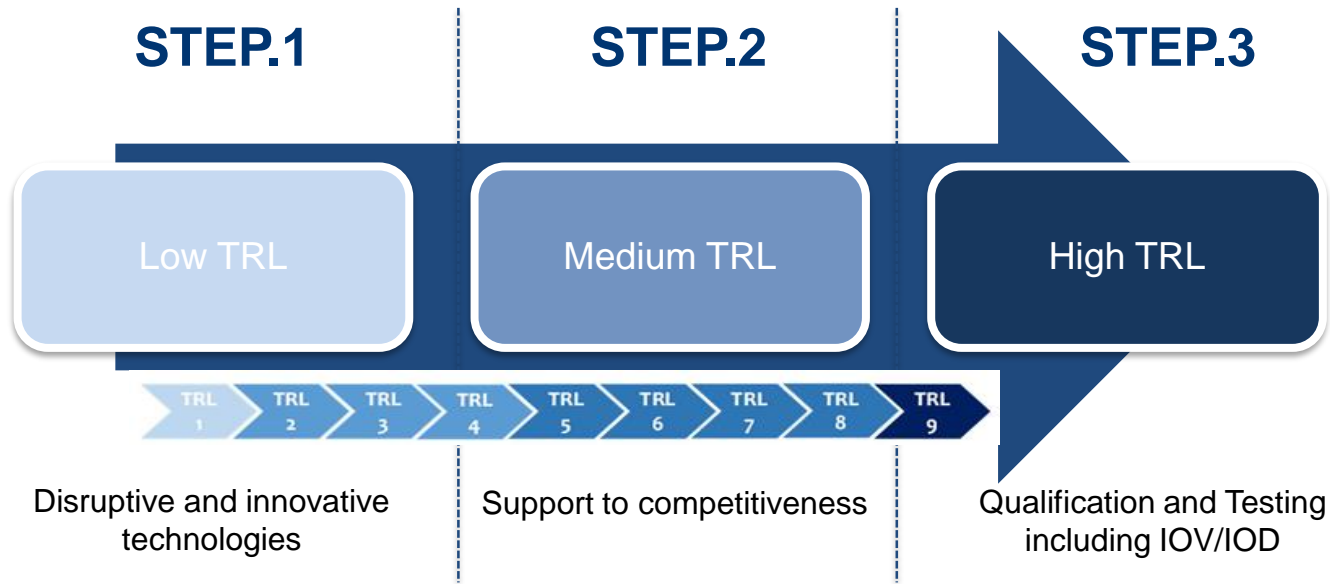 STEP.1
STEP.2
STEP.3
Low TRL
Medium TRL
High TRL
TRL
1
TRL
2
TRL
3
TRL
4
TRL
5
TRL
6
TRL
7
TRL
8
TRL
9
Disruptive and innovative
technologies
Support to competitiveness
Qualification and Testing
including IOV/IOD